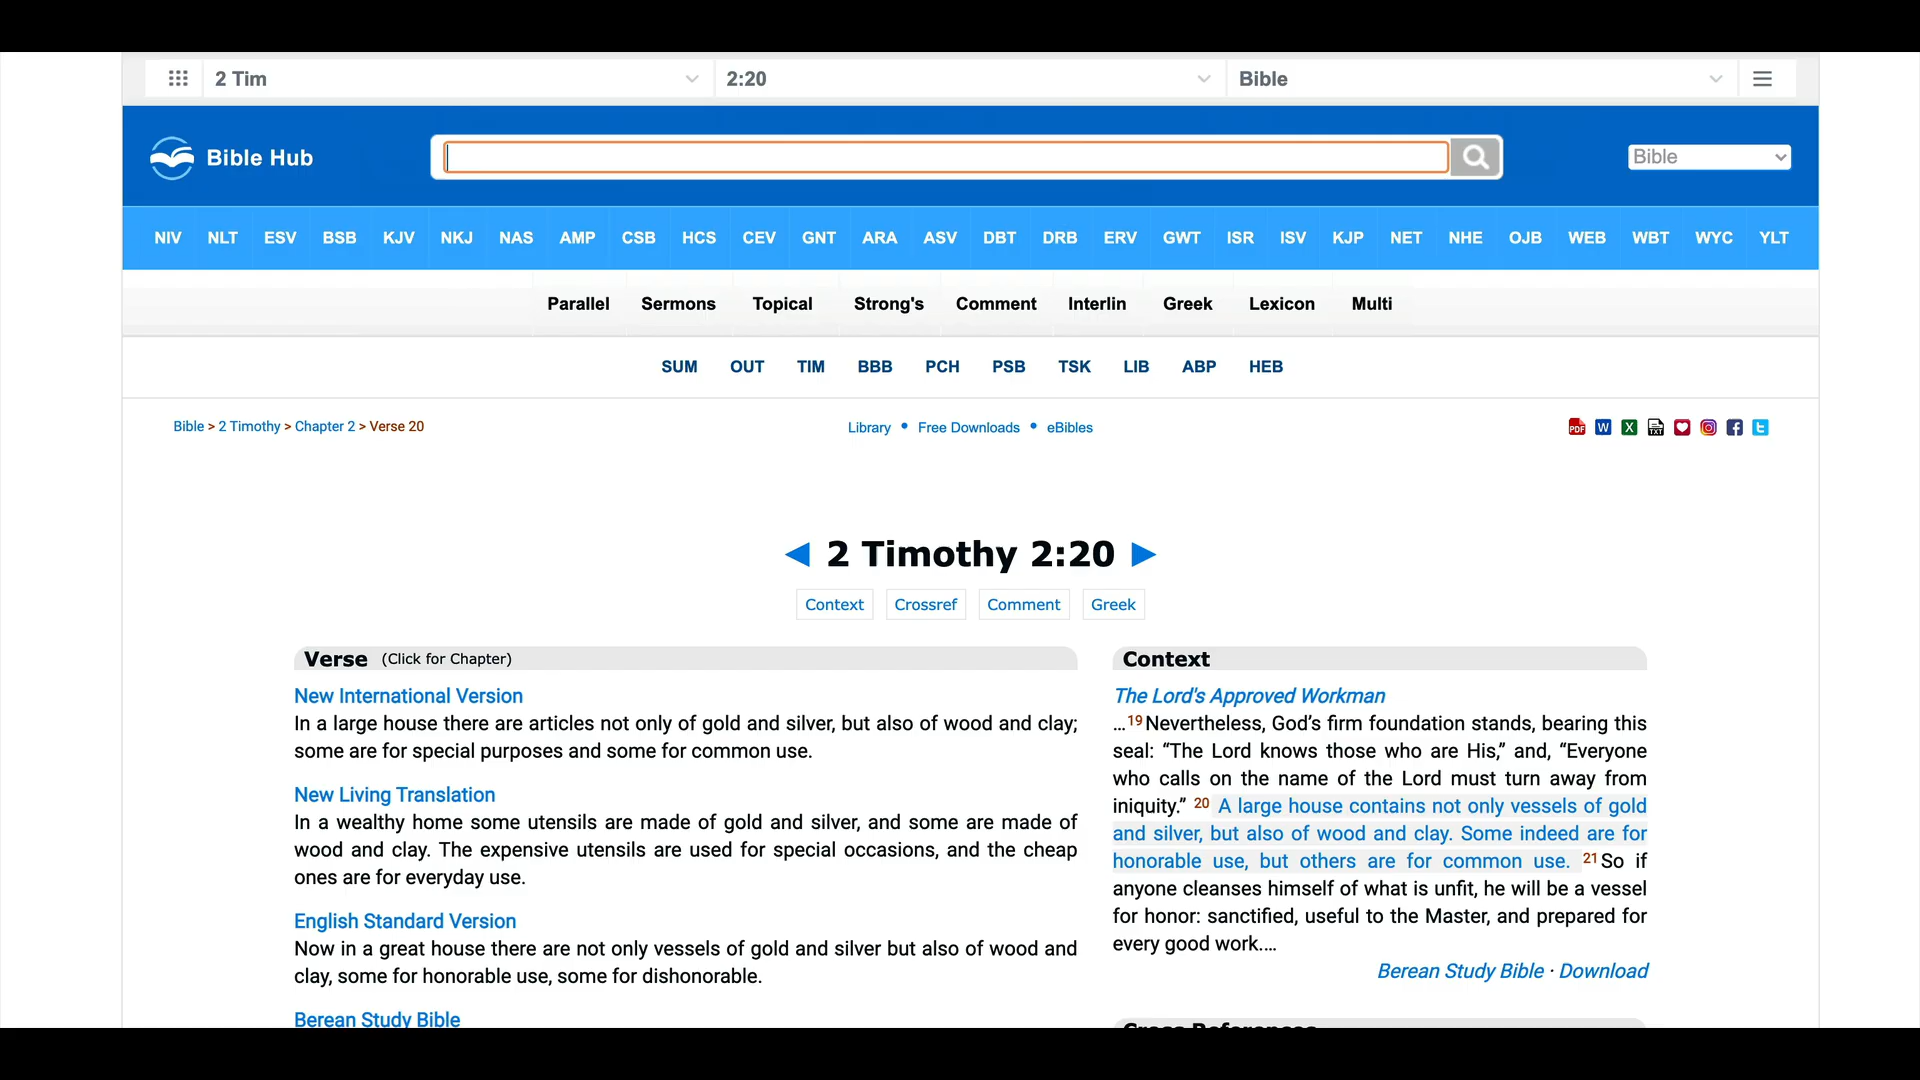 2 Tim 2:20 Bible
Bible Hub Bible
NIV NLT ESV BSB KJV NKJ NAS AMP CSB HCS CEV GNT ARA ASV DBT DRB ERV GWT ISR ISV KJP NET NHE OJB WEB WBT WYC YLT
Parallel Sermons Topical Strong's Comment Interlin Greek Lexicon Multi
SUM OUT TIM BBB PCH PSB TSK LIB ABP HEB
Bible > 2 Timothy > Chapter 2 > Verse 20
Library • Free Downloads • eBibles
PDF W X TXT
◄ 2 Timothy 2:20 ►
Context Crossref Comment Greek
Verse (Click for Chapter)
New International Version
In a large house there are articles not only of gold and silver, but also of wood and clay;
some are for special purposes and some for common use.
New Living Translation
In a wealthy home some utensils are made of gold and silver, and some are made of
wood and clay. The expensive utensils are used for special occasions, and the cheap
ones are for everyday use.
English Standard Version
Now in a great house there are not only vessels of gold and silver but also of wood and
clay, some for honorable use, some for dishonorable.
Berean Study Bible
Context
The Lord's Approved Workman
…19Nevertheless, God’s firm foundation stands, bearing this
seal: “The Lord knows those who are His,” and, “Everyone
who calls on the name of the Lord must turn away from
iniquity.” 20 A large house contains not only vessels of gold
and silver, but also of wood and clay. Some indeed are for
honorable use, but others are for common use. 21So if
anyone cleanses himself of what is unfit, he will be a vessel
for honor: sanctified, useful to the Master, and prepared for
every good work.…
Berean Study Bible · Download
Cross References